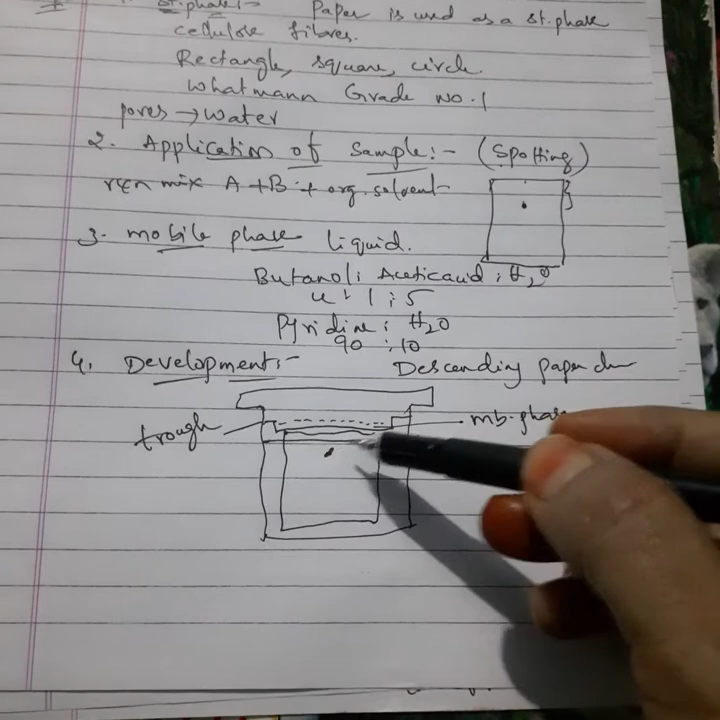 st.phase:- Paper is used as a st.phase
cellulose fibres.
Rectangle, square, circle
Whatmann Grade no.1
pores → water
2. Application of sample:- (Spotting)
rxn mix A+B + org. solvent
3. mobile phase liquid.
Butanol: Aceticacid: H2O
4 : 1 : 5
Pyridine: H2O
90 : 10
4. Development:- Descending paper
trough
mb-phase